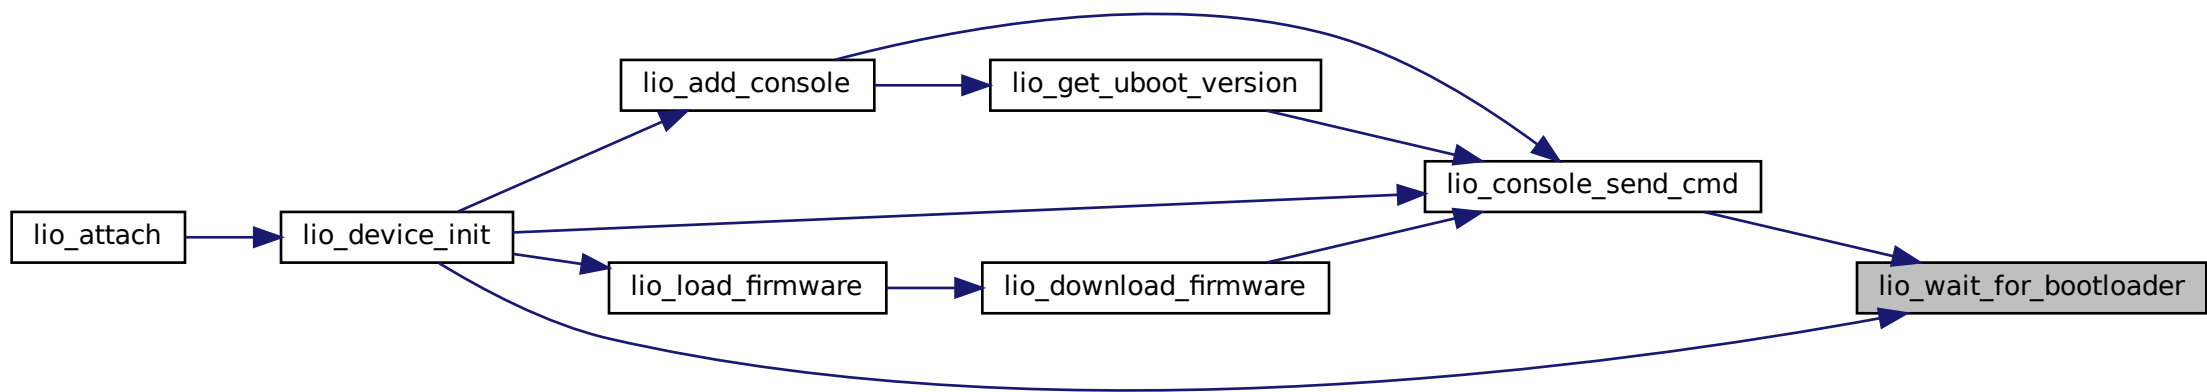 lio_add_console
lio_get_uboot_version
lio_console_send_cmd
lio_attach
lio_device_init
lio_load_firmware
lio_download_firmware
lio_wait_for_bootloader